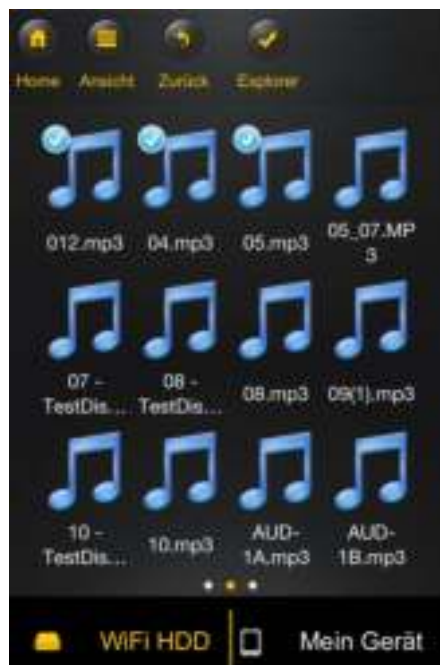 Home Ansicht Zurück Explorer
012.mp3 04.mp3 05.mp3 05_07.MP
3
07 - 08 -
TestDis... TestDis... 08.mp3 09(1).mp3
10 - 10.mp3 AUD- AUD-
TestDis... 1A.mp3 1B.mp3
WiFi HDD Mein Gerät